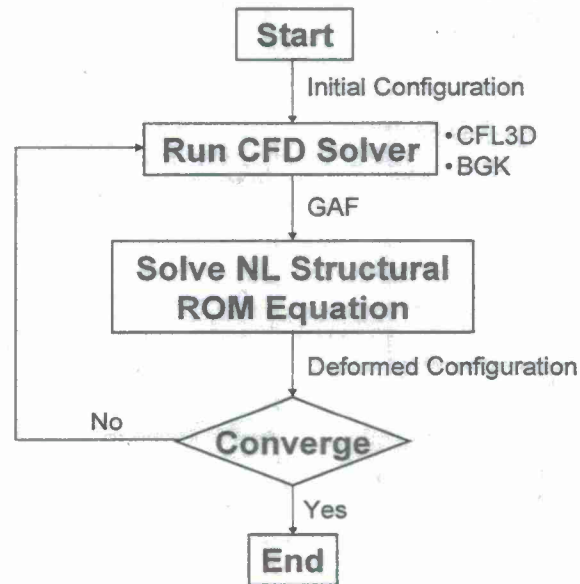 Start
Initial Configuration
Run CFD Solver
•CFL3D
•BGK
GAF
Solve NL Structural
ROM Equation
Deformed Configuration
No
Converge
Yes
End